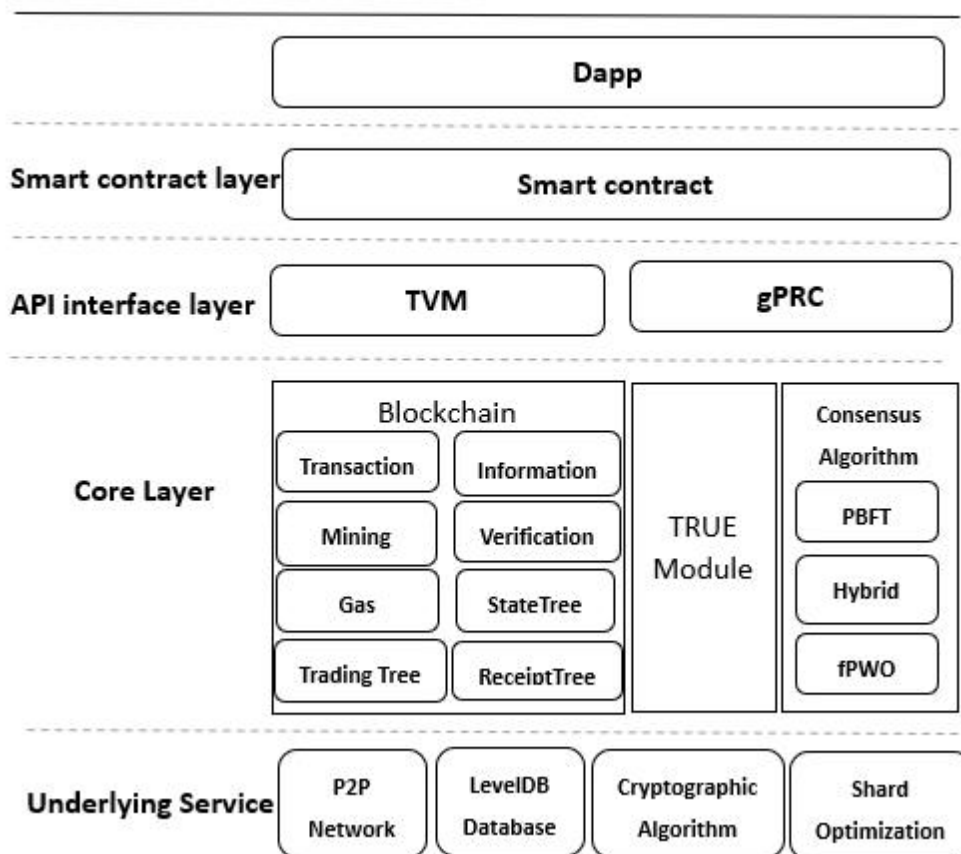 Dapp
Smart contract layer
Smart contract
API interface layer
TVM
gPRC
Core Layer
Blockchain
Transaction
Information
Mining
Verification
Gas
StateTree
Trading Tree
ReceiptTree
TRUE
Module
Consensus
Algorithm
PBFT
Hybrid
fPWO
Underlying Service
P2P
Network
LevelDB
Database
Cryptographic
Algorithm
Shard
Optimization